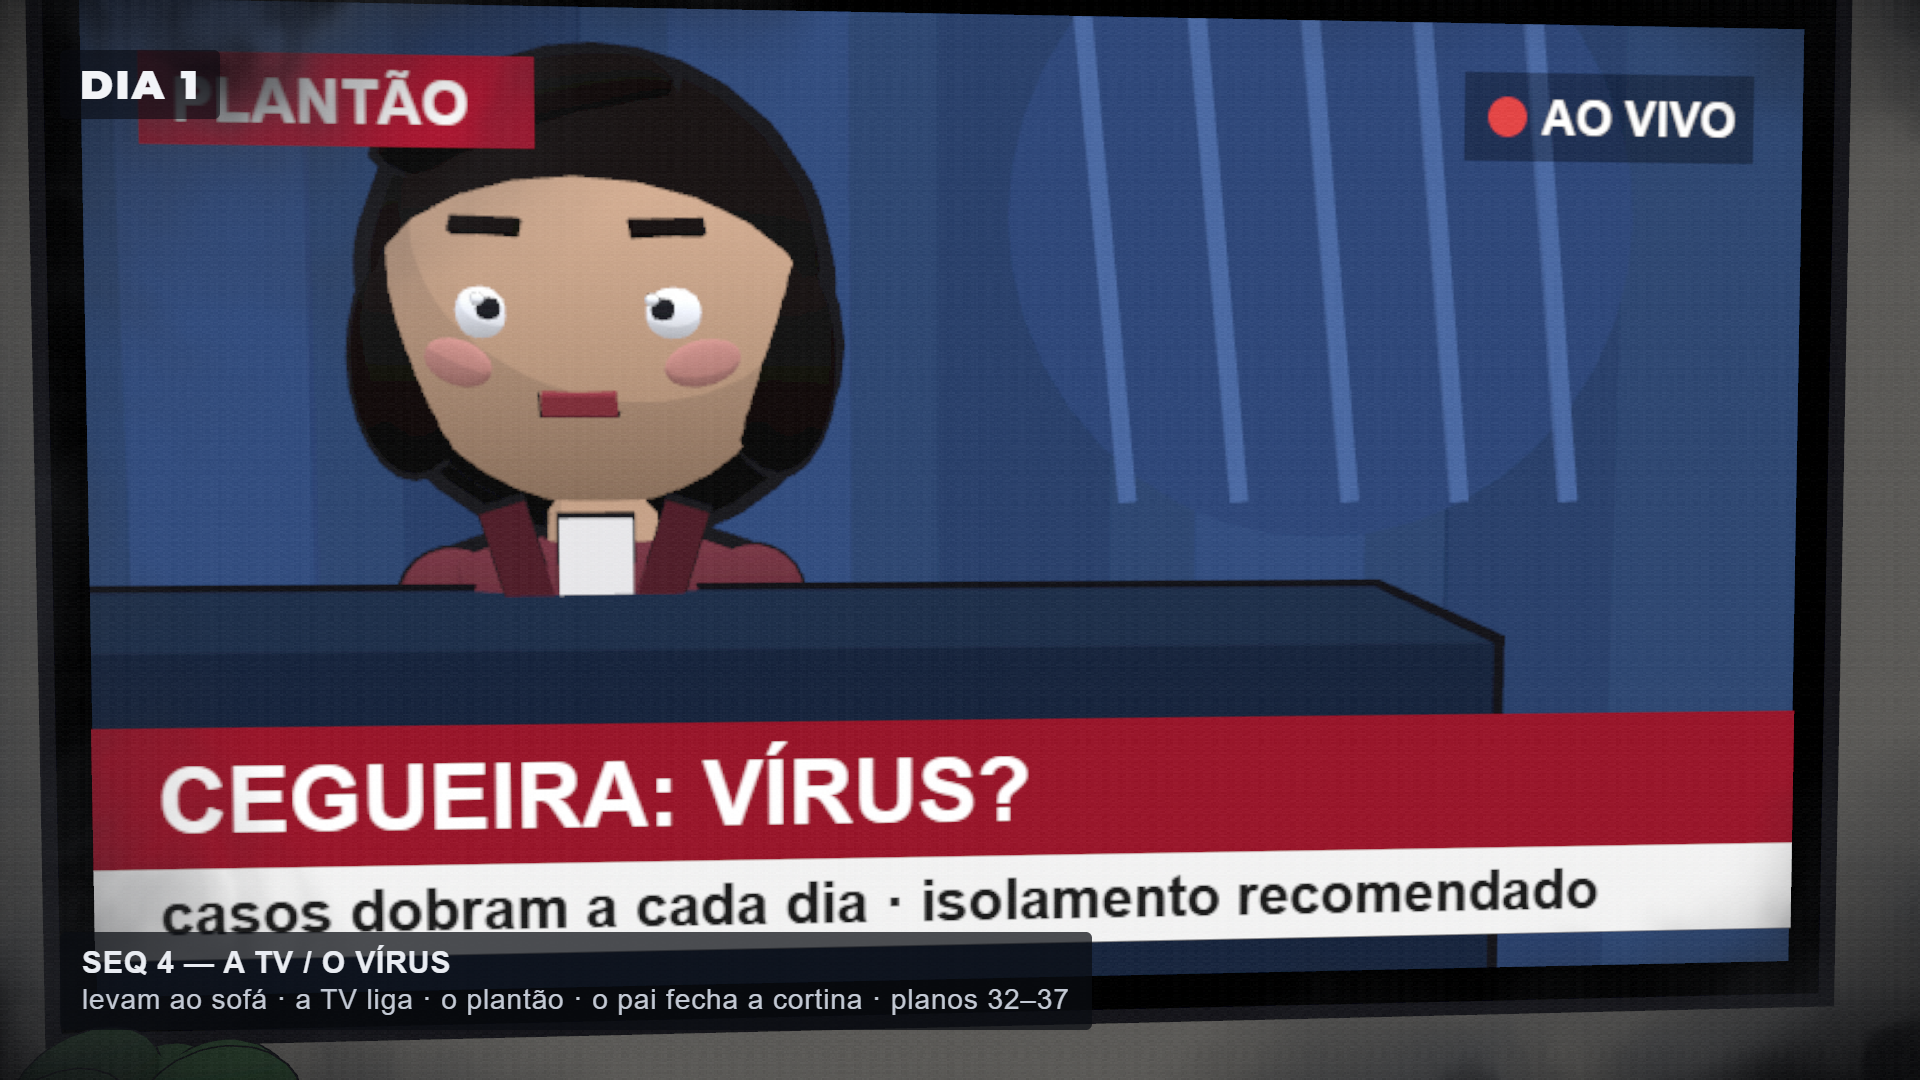 DIA 1
PLANTÃO
AO VIVO
CEGUEIRA: VÍRUS?
casos dobram a cada dia · isolamento recomendado
SEQ 4 — A TV / O VÍRUS
levam ao sofá · a TV liga · o plantão · o pai fecha a cortina · planos 32–37